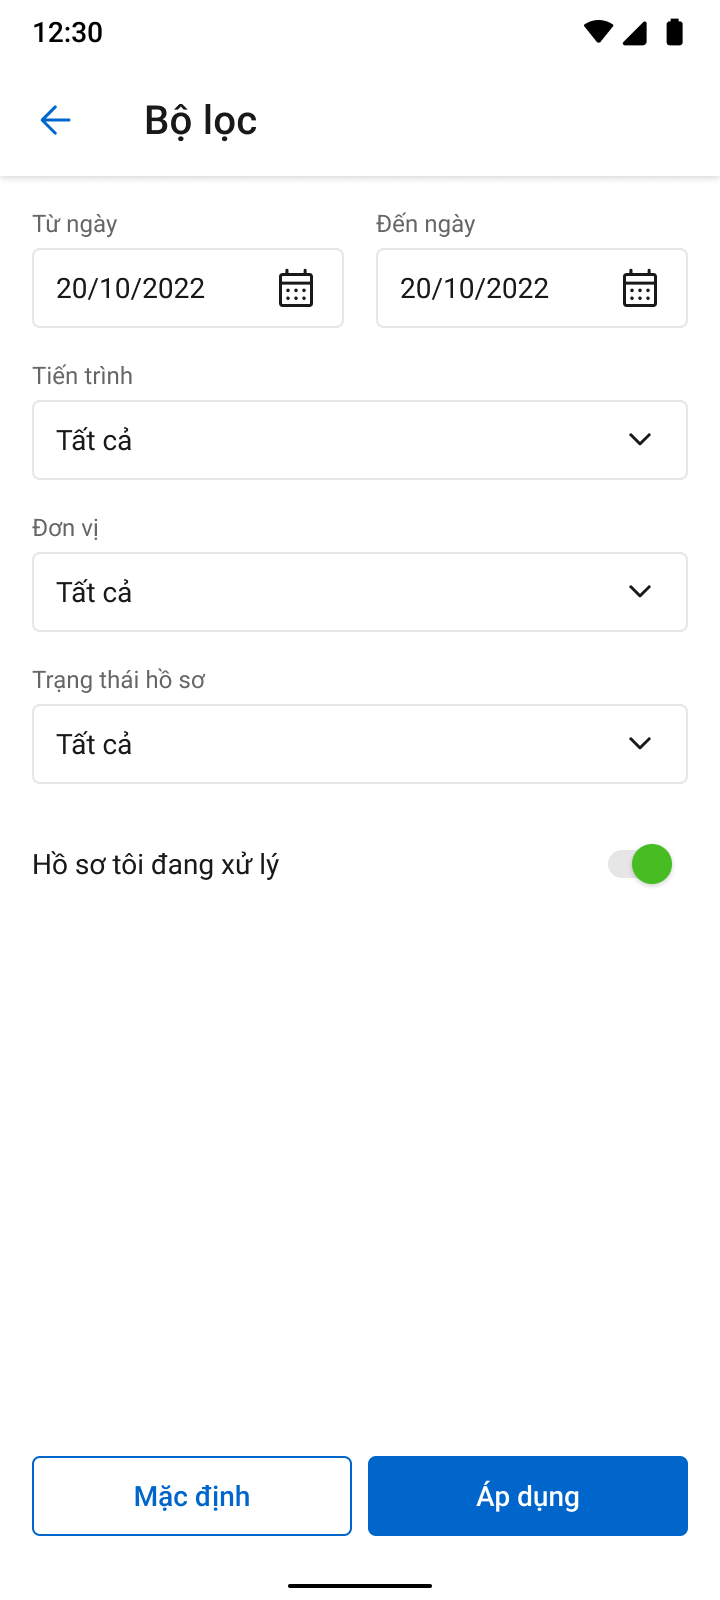 12:30
Bộ lọc
Từ ngày
Đến ngày
20/10/2022
20/10/2022
Tiến trình
Tất cả
Đơn vị
Tất cả
Trạng thái hồ sơ
Tất cả
Hồ sơ tôi đang xử lý
Mặc định
Áp dụng